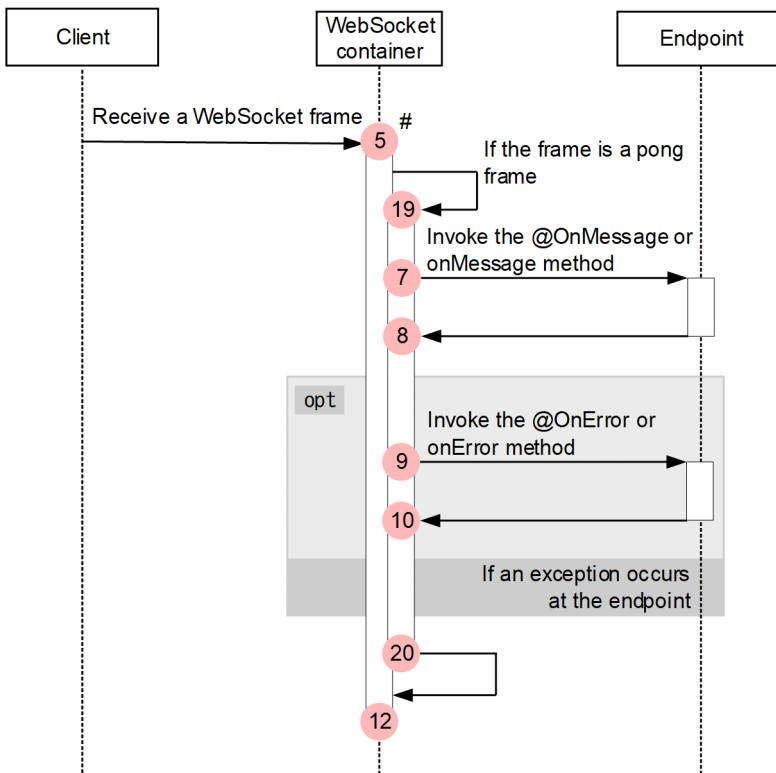 Client
WebSocket
container
Endpoint
Receive a WebSocket frame
#
5
If the frame is a pong
frame
19
Invoke the @OnMessage or
onMessage method
7
8
opt
Invoke the @OnError or
onError method
9
10
If an exception occurs
at the endpoint
20
12